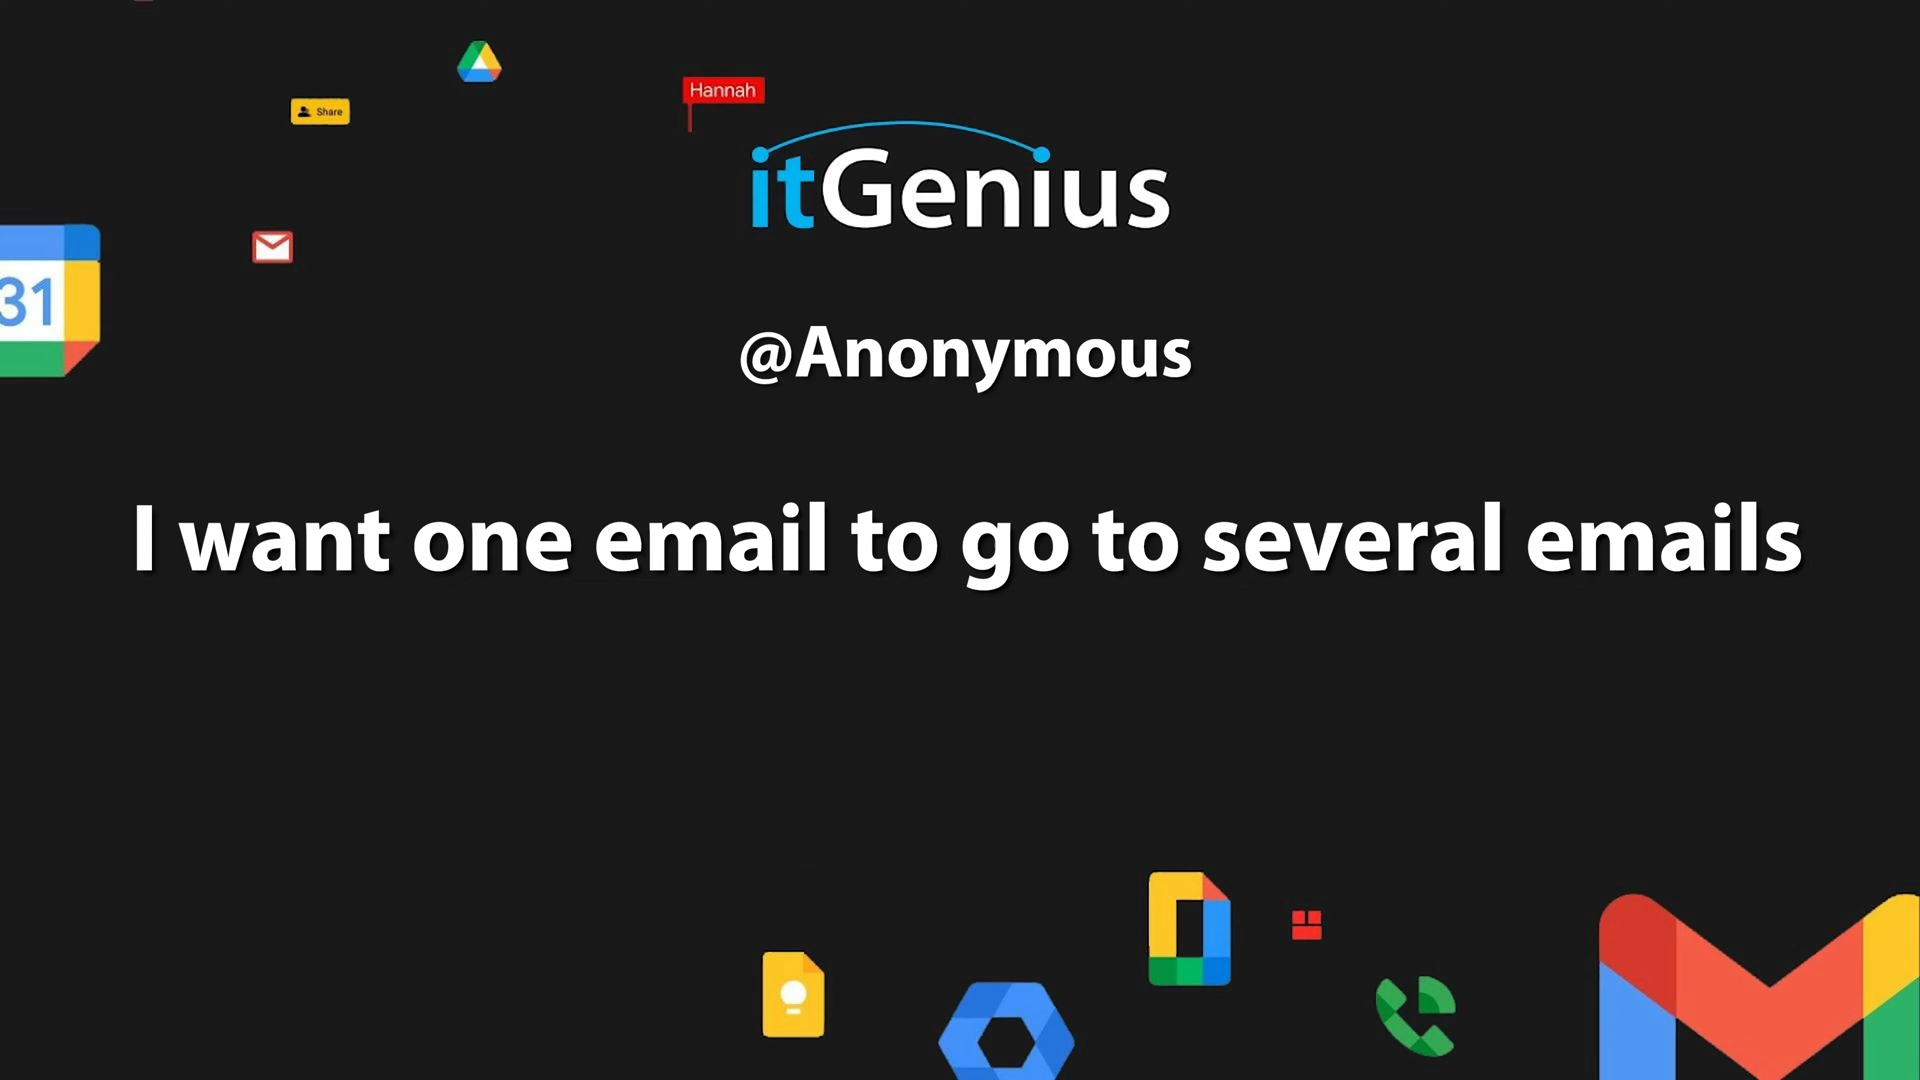 Hannah
Share
itGenius
31
@Anonymous
I want one email to go to several emails